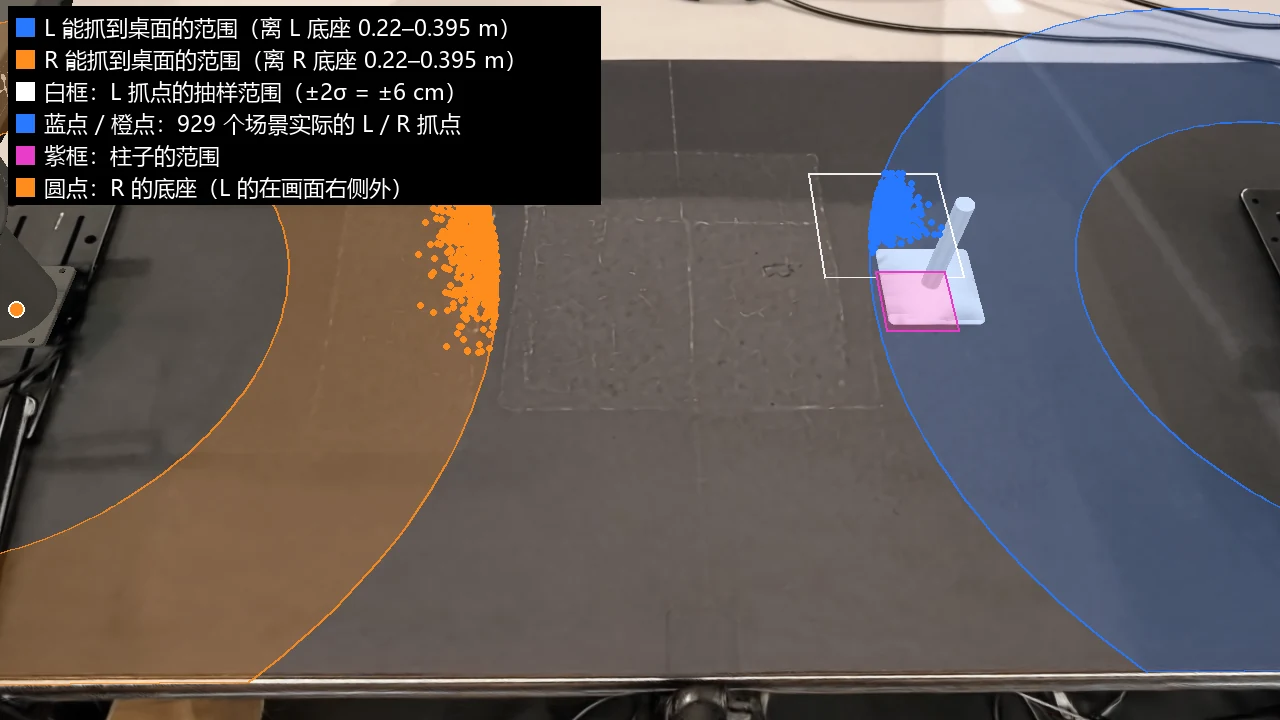 L 能抓到桌面的范围（离 L 底座 0.22–0.395 m）
R 能抓到桌面的范围（离 R 底座 0.22–0.395 m）
白框：L 抓点的抽样范围（±2σ = ±6 cm）
蓝点 / 橙点：929 个场景实际的 L / R 抓点
紫框：柱子的范围
圆点：R 的底座（L 的在画面右侧外）